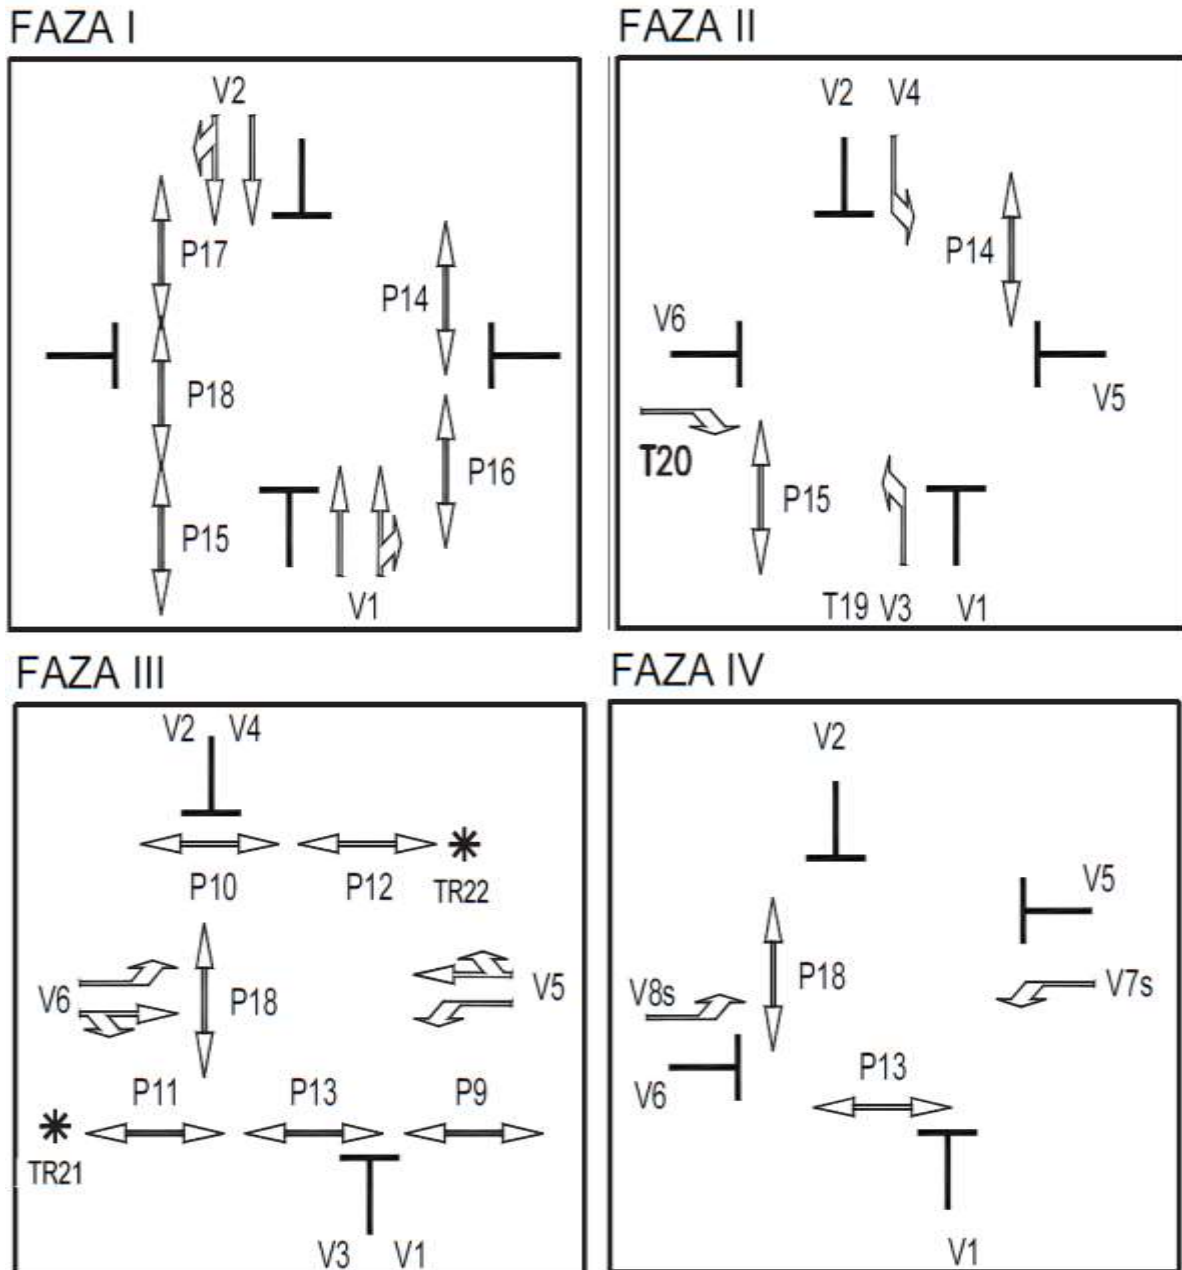 FAZA I
V2
P17
P14
P18
P16
P15
V1
FAZA II
V2 V4
P14
V6
V5
T20
P15
T19 V3 V1
FAZA III
V2 V4
P10 P12 TR22
V6 P18 V5
P11 P13 P9
TR21
V3 V1
FAZA IV
V2
V5
V8s P18 V7s
V6 P13
V1